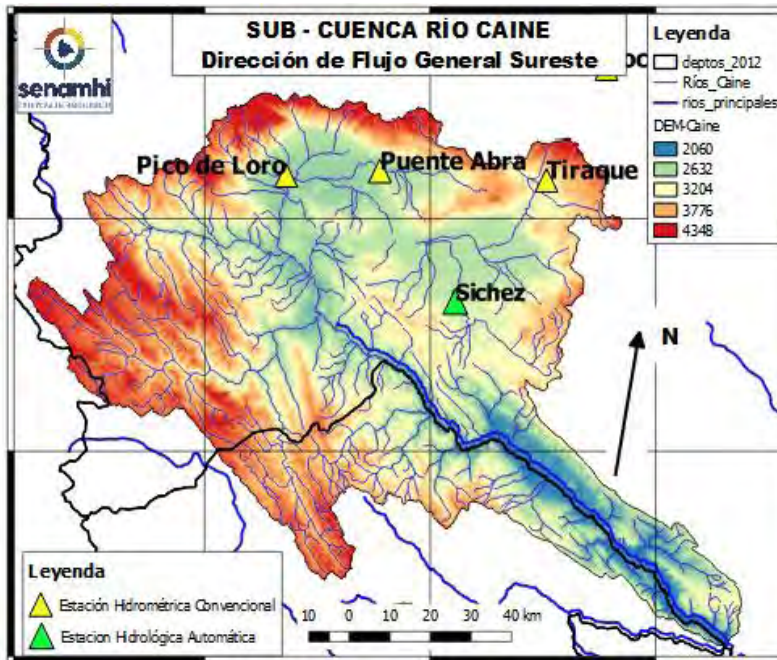 SUB - CUENCA RÍO CAINE
Dirección de Flujo General Sureste
senamhi
Leyenda
deptos_2012
Ríos_Caine
rios_principales
DEM-Caine
2060
2632
3204
3776
4348
Pico de Loro
Puente Abra
Tiraque
Sichez
N
Leyenda
Estación Hidrométrica Convencional
Estacion Hidrológica Automática
10 0 10 20 30 40 km